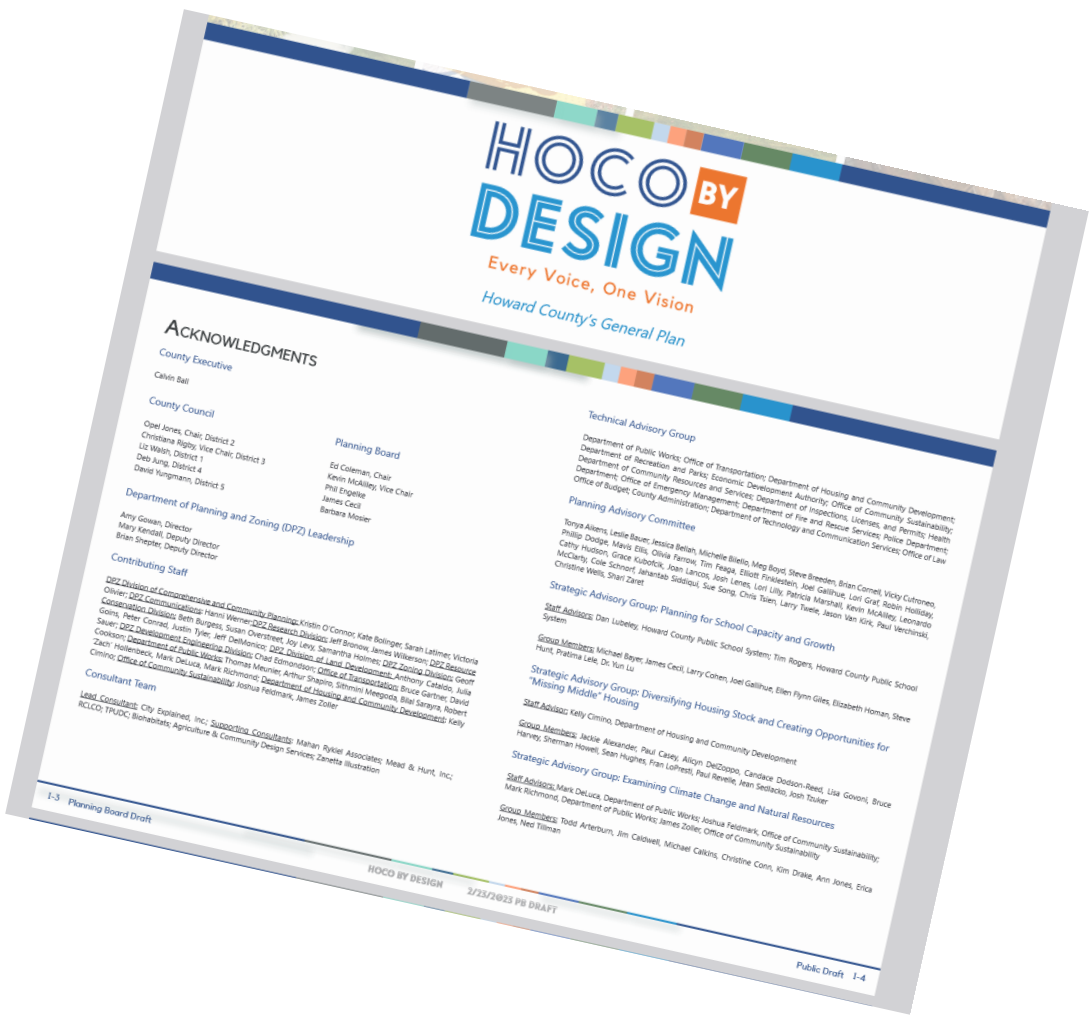 HOCO BY
DESIGN
Every Voice, One Vision
Howard County's General Plan
ACKNOWLEDGMENTS
County Executive
Calvin Ball
County Council
Opel Jones, Chair, District 2
Christiana Rigby, Vice Chair, District 3
Liz Walsh, District 1
Deb Jung, District 4
David Yungmann, District 5
Planning Board
Ed Coleman, Chair
Kevin McAliley, Vice Chair
Phil Engelke
James Cecil
Barbara Mosier
Department of Planning and Zoning (DPZ) Leadership
Amy Gowan, Director
Mary Kendall, Deputy Director
Brian Shepter, Deputy Director
Contributing Staff
DPZ Division of Comprehensive and Community Planning: Kristin O'Connor, Kate Bolinger, Sarah Latimer, Victoria
Olivier; DPZ Communications: Hanni Werner; DPZ Research Division: Jeff Bronow, James Wilkerson; DPZ Resource
Conservation Division: Beth Burgess, Susan Overstreet, Joy Levy, Samantha Holmes; DPZ Zoning Division: Geoff
Goins, Peter Conrad, Justin Tyler, Jeff DelMonico; DPZ Division of Land Development: Anthony Cataldo, Julia
Sauer; DPZ Development Engineering Division: Chad Edmondson; Office of Transportation: Bruce Gartner, David
Cookson; Department of Public Works: Thomas Meunier, Arthur Shapiro, Sithmini Meegoda, Bilal Sarayra, Robert
'Zach' Hollenbeck, Mark DeLuca, Mark Richmond; Department of Housing and Community Development: Kelly
Cimino; Office of Community Sustainability: Joshua Feldmark, James Zoller
Consultant Team
Lead Consultant: City Explained, Inc.; Supporting Consultants: Mahan Rykiel Associates; Mead & Hunt, Inc;
RCLCO; TPUDC; Biohabitats; Agriculture & Community Design Services; Zanetta Illustration
Technical Advisory Group
Department of Public Works; Office of Transportation; Department of Housing and Community Development;
Department of Recreation and Parks; Economic Development Authority; Office of Community Sustainability;
Department of Community Resources and Services; Department of Inspections, Licenses, and Permits; Health
Department; Office of Emergency Management; Department of Fire and Rescue Services; Police Department;
Office of Budget; County Administration; Department of Technology and Communication Services; Office of Law
Planning Advisory Committee
Tonya Aikens, Leslie Bauer, Jessica Bellah, Michelle Bilello, Meg Boyd, Steve Breeden, Brian Cornell, Vicky Cutroneo,
Phillip Dodge, Mavis Ellis, Olivia Farrow, Tim Feaga, Elliott Finklestein, Joel Gallihue, Lori Graf, Robin Holliday,
Cathy Hudson, Grace Kubofcik, Joan Lancos, Josh Lenes, Lori Lilly, Patricia Marshall, Kevin McAliley, Leonardo
McClarty, Cole Schnorf, Jahantab Siddiqui, Sue Song, Chris Tsien, Larry Twele, Jason Van Kirk, Paul Verchinski,
Christine Wells, Shari Zaret
Strategic Advisory Group: Planning for School Capacity and Growth
Staff Advisors: Dan Lubeley, Howard County Public School System; Tim Rogers, Howard County Public School
System
Group Members: Michael Bayer, James Cecil, Larry Cohen, Joel Gallihue, Ellen Flynn Giles, Elizabeth Homan, Steve
Hunt, Pratima Lele, Dr. Yun Lu
Strategic Advisory Group: Diversifying Housing Stock and Creating Opportunities for
"Missing Middle" Housing
Staff Advisor: Kelly Cimino, Department of Housing and Community Development
Group Members: Jackie Alexander, Paul Casey, Alicyn DelZoppo, Candace Dodson-Reed, Lisa Govoni, Bruce
Harvey, Sherman Howell, Sean Hughes, Fran LoPresti, Paul Revelle, Jean Sedlacko, Josh Tzuker
Strategic Advisory Group: Examining Climate Change and Natural Resources
Staff Advisors: Mark DeLuca, Department of Public Works; Joshua Feldmark, Office of Community Sustainability;
Mark Richmond, Department of Public Works; James Zoller, Office of Community Sustainability
Group Members: Todd Arterburn, Jim Caldwell, Michael Calkins, Christine Conn, Kim Drake, Ann Jones, Erica
Jones, Ned Tillman
1-3 Planning Board Draft
HOCO BY DESIGN 2/23/2023 PB DRAFT
Public Draft 1-4